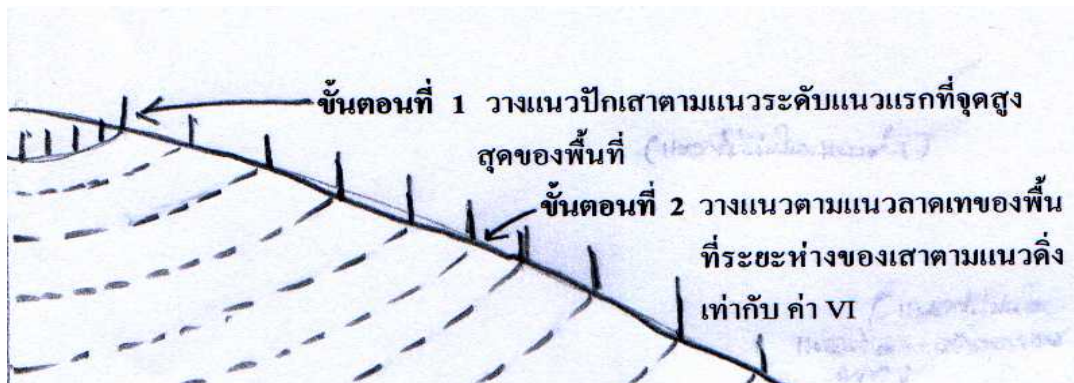 ขั้นตอนที่ 1 วางแนวปักเสาตามแนวระดับแนวแรกที่จุดสูง
สุดของพื้นที่
ขั้นตอนที่ 2 วางแนวตามแนวลาดเทของพื้น
ที่ระยะห่างของเสาตามแนวดิ่ง
เท่ากับ ค่า VI